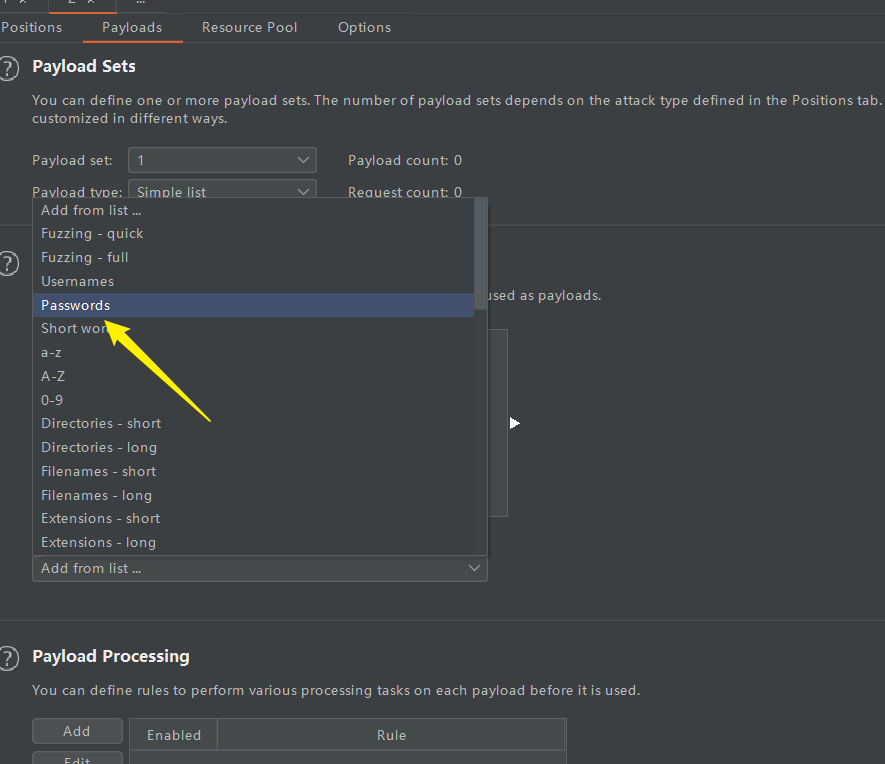 Positions Payloads Resource Pool Options
Payload Sets
You can define one or more payload sets. The number of payload sets depends on the attack type defined in the Positions tab.
customized in different ways.
Payload set: 1 Payload count: 0
Payload type: Simple list Request count: 0
Add from list ...
Fuzzing - quick
Fuzzing - full
Usernames
used as payloads.
Passwords
Short
a-z
A-Z
0-9
Directories - short
Directories - long
Filenames - short
Filenames - long
Extensions - short
Extensions - long
Add from list ...
Payload Processing
You can define rules to perform various processing tasks on each payload before it is used.
Add Enabled Rule
Edit